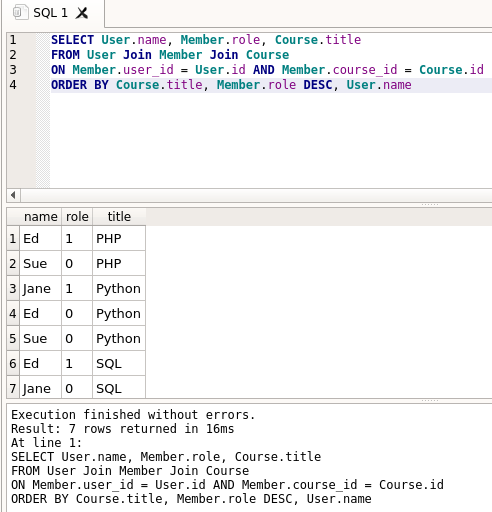 SQL 1
1 SELECT User.name, Member.role, Course.title
2 FROM User Join Member Join Course
3 ON Member.user_id = User.id AND Member.course_id = Course.id
4 ORDER BY Course.title, Member.role DESC, User.name
name role title
1 Ed 1 PHP
2 Sue 0 PHP
3 Jane 1 Python
4 Ed 0 Python
5 Sue 0 Python
6 Ed 1 SQL
7 Jane 0 SQL
Execution finished without errors.
Result: 7 rows returned in 16ms
At line 1:
SELECT User.name, Member.role, Course.title
FROM User Join Member Join Course
ON Member.user_id = User.id AND Member.course_id = Course.id
ORDER BY Course.title, Member.role DESC, User.name